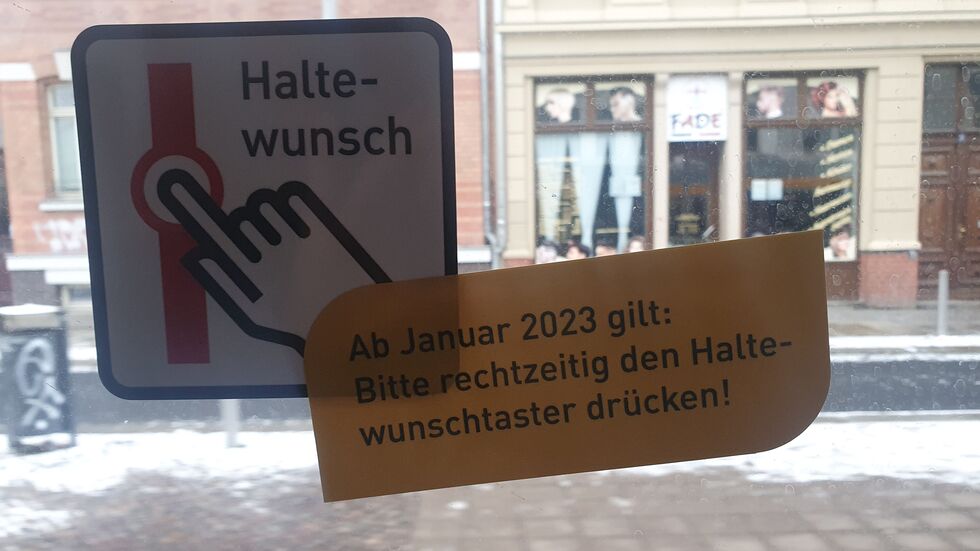 Halte-
wunsch
FADE
Ab Januar 2023 gilt:
Bitte rechtzeitig den Halte-
wunschtaster drücken!